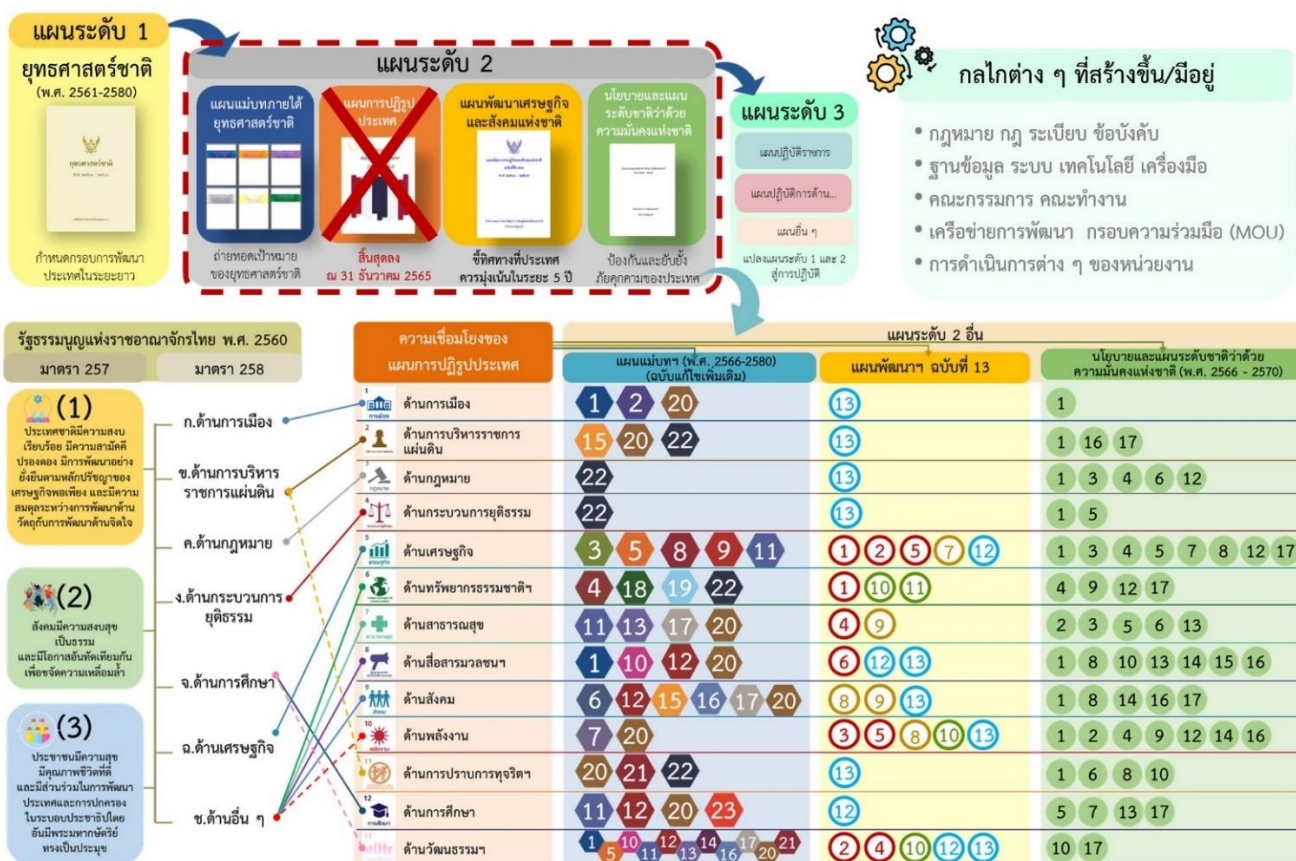 แผนระดับ 1
ยุทธศาสตร์ชาติ
(พ.ศ. 2561-2580)
ยุทธศาสตร์ชาติ
กำหนดกรอบการพัฒนา
ประเทศในระยะยาว
แผนระดับ 2
แผนแม่บทภายใต้
ยุทธศาสตร์ชาติ
ถ่ายทอดเป้าหมาย
ของยุทธศาสตร์ชาติ
แผนการปฏิรูป
ประเทศ
สิ้นสุดลง
ณ 31 ธันวาคม 2565
แผนพัฒนาเศรษฐกิจ
และสังคมแห่งชาติ
ชี้ทิศทางที่ประเทศ
ควรมุ่งเน้นในระยะ 5 ปี
นโยบายและแผน
ระดับชาติว่าด้วย
ความมั่นคงแห่งชาติ
ป้องกันและยับยั้ง
ภัยคุกคามของประเทศ
แผนระดับ 3
แผนปฏิบัติราชการ
แผนปฏิบัติการด้าน...
แผนอื่น ๆ
แปลงแผนระดับ 1 และ 2
สู่การปฏิบัติ
กลไกต่าง ๆ ที่สร้างขึ้น/มีอยู่
• กฎหมาย กฎ ระเบียบ ข้อบังคับ
• ฐานข้อมูล ระบบ เทคโนโลยี เครื่องมือ
• คณะกรรมการ คณะทำงาน
• เครือข่ายการพัฒนา กรอบความร่วมมือ (MOU)
• การดำเนินการต่าง ๆ ของหน่วยงาน
รัฐธรรมนูญแห่งราชอาณาจักรไทย พ.ศ. 2560
มาตรา 257
มาตรา 258
(1)
ประเทศชาติมีความสงบ
เรียบร้อย มีความสามัคคี
ปรองดอง มีการพัฒนาอย่าง
ยั่งยืนตามหลักปรัชญาของ
เศรษฐกิจพอเพียง และมีความ
สมดุลระหว่างการพัฒนาด้าน
วัตถุกับการพัฒนาด้านจิตใจ
(2)
สังคมมีความสงบสุข
เป็นธรรม
และมีโอกาสอันทัดเทียมกัน
เพื่อขจัดความเหลื่อมล้ำ
(3)
ประชาชนมีความสุข
มีคุณภาพชีวิตที่ดี
และมีส่วนร่วมในการพัฒนา
ประเทศและการปกครอง
ในระบอบประชาธิปไตย
อันมีพระมหากษัตริย์
ทรงเป็นประมุข
ก.ด้านการเมือง
ข.ด้านการบริหาร
ราชการแผ่นดิน
ค.ด้านกฎหมาย
ง.ด้านกระบวนการ
ยุติธรรม
จ.ด้านการศึกษา
ฉ.ด้านเศรษฐกิจ
ช.ด้านอื่น ๆ
ความเชื่อมโยงของ
แผนการปฏิรูปประเทศ
แผนระดับ 2 อื่น
แผนแม่บทฯ (พ.ศ. 2566-2580)
(ฉบับแก้ไขเพิ่มเติม)
แผนพัฒนาฯ ฉบับที่ 13
นโยบายและแผนระดับชาติว่าด้วย
ความมั่นคงแห่งชาติ (พ.ศ. 2566 - 2570)
1 การเมือง ด้านการเมือง 1 2 20 13 1
2 ด้านการบริหารราชการ
แผ่นดิน 15 20 22 13 1 16 17
3 กฎหมาย ด้านกฎหมาย 22 13 1 3 4 6 12
4 ด้านกระบวนการยุติธรรม 22 13 1 5
5 เศรษฐกิจ ด้านเศรษฐกิจ 3 5 8 9 11 1 2 5 7 12 1 3 4 5 7 8 12 17
6 ด้านทรัพยากรธรรมชาติฯ 4 18 19 22 1 10 11 4 9 12 17
7 สาธารณสุข ด้านสาธารณสุข 11 13 17 20 4 9 2 3 5 6 13
8 ด้านสื่อสารมวลชนฯ 1 10 12 20 6 12 13 1 8 10 13 14 15 16
9 สังคม ด้านสังคม 6 12 15 16 17 20 8 9 13 1 8 14 16 17
10 พลังงาน ด้านพลังงาน 7 20 3 5 8 10 13 1 2 4 9 12 14 16
11 ด้านการปราบการทุจริตฯ 20 21 22 13 1 6 8 10
12 การศึกษา ด้านการศึกษา 11 12 20 23 12 5 7 13 17
13 ด้านวัฒนธรรมฯ 1 5 10 11 12 13 14 16 17 20 21 2 4 10 12 13 10 17